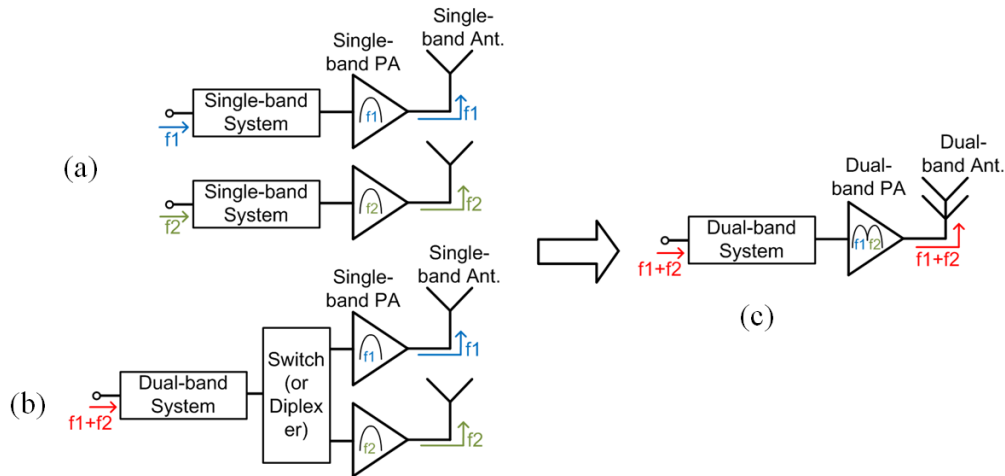 Single-
band Ant.
Single-
band PA
Single-band
System
f1
f1
f1
(a)
Single-band
System
f2
f2
f2
Single-
band Ant.
Single-
band PA
Dual-band
System
f1+f2
Switch
(or
Diplex
er)
f1
f1
f2
f2
(b)
Dual-
band Ant.
Dual-
band PA
Dual-band
System
f1+f2
f1 f2
f1+f2
(c)